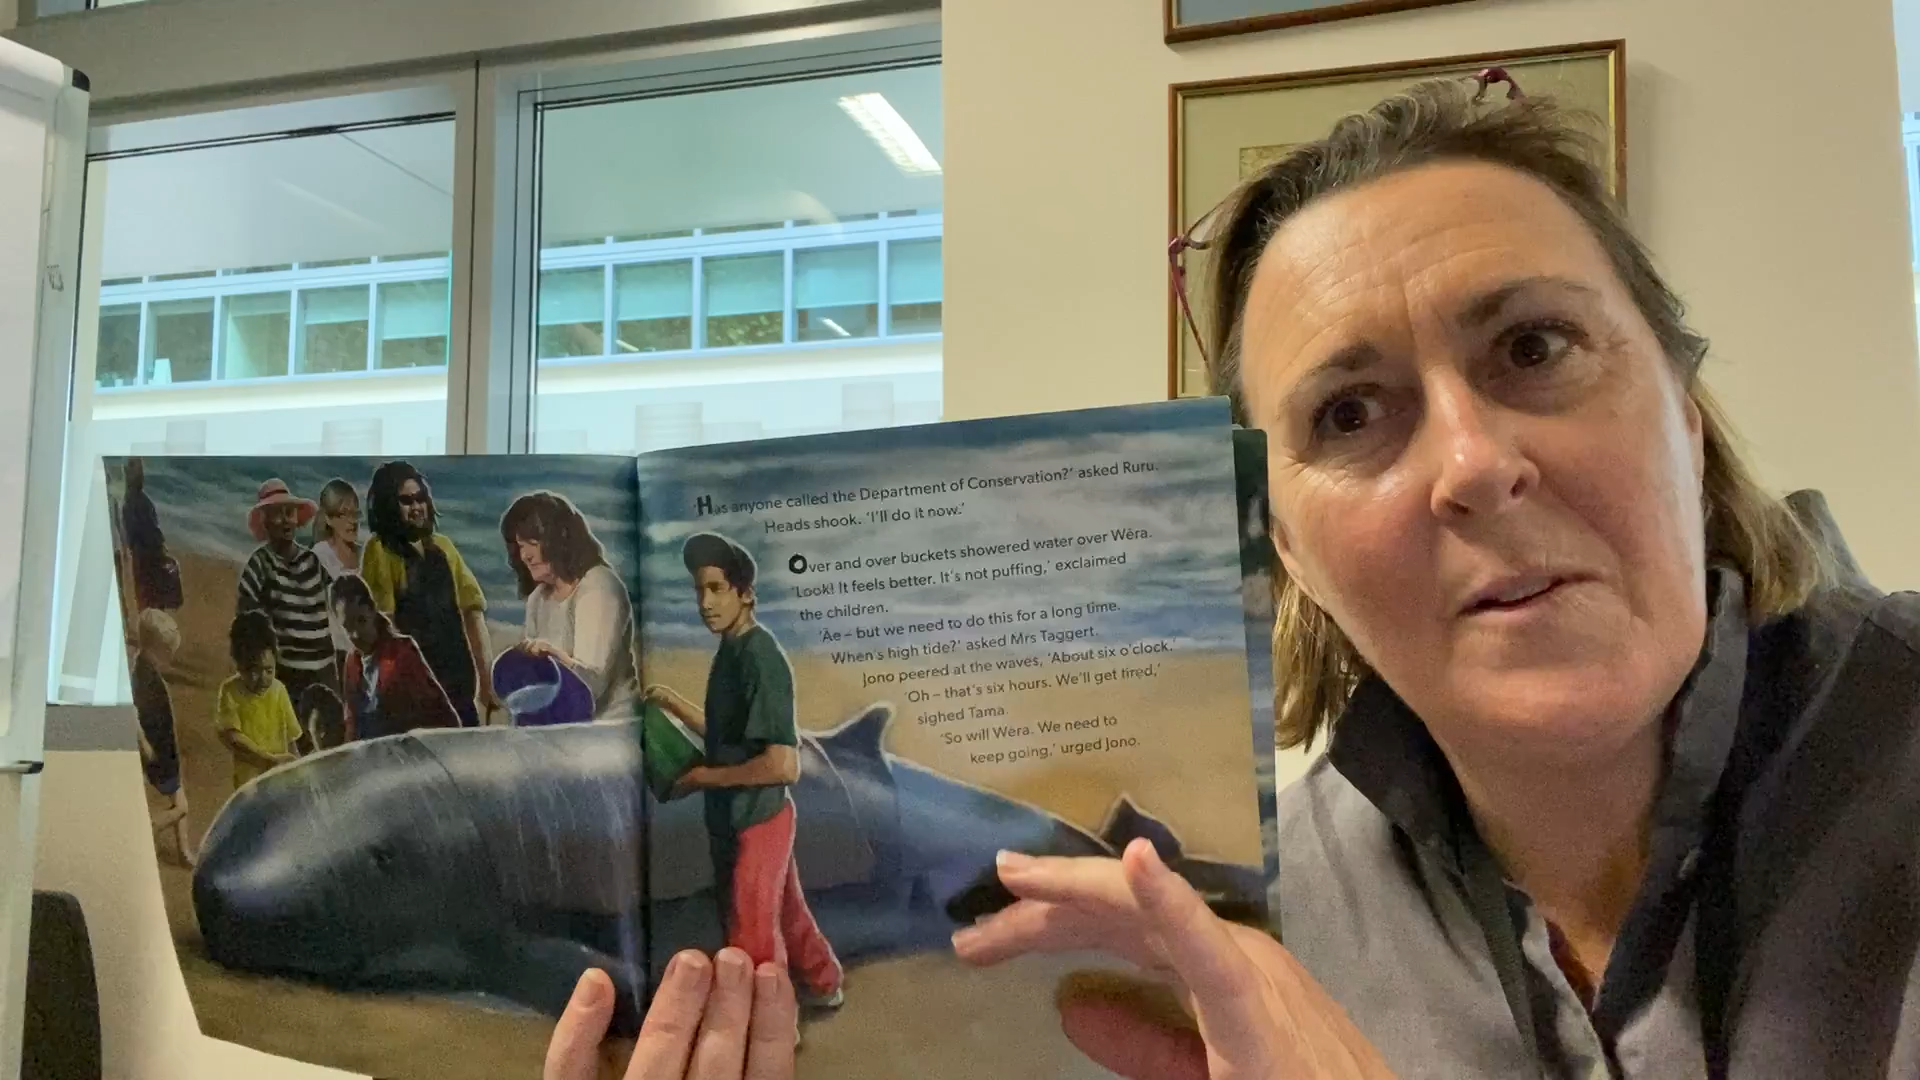 'Has anyone called the Department of Conservation?' asked Ruru.
Heads shook. 'I'll do it now.'
Over and over buckets showered water over Wēra.
'Look! It feels better. It's not puffing,' exclaimed
the children.
'Āe – but we need to do this for a long time.
When's high tide?' asked Mrs Taggert.
Jono peered at the waves, 'About six o'clock.'
'Oh – that's six hours. We'll get tired,'
sighed Tama.
'So will Wēra. We need to
keep going,' urged Jono.